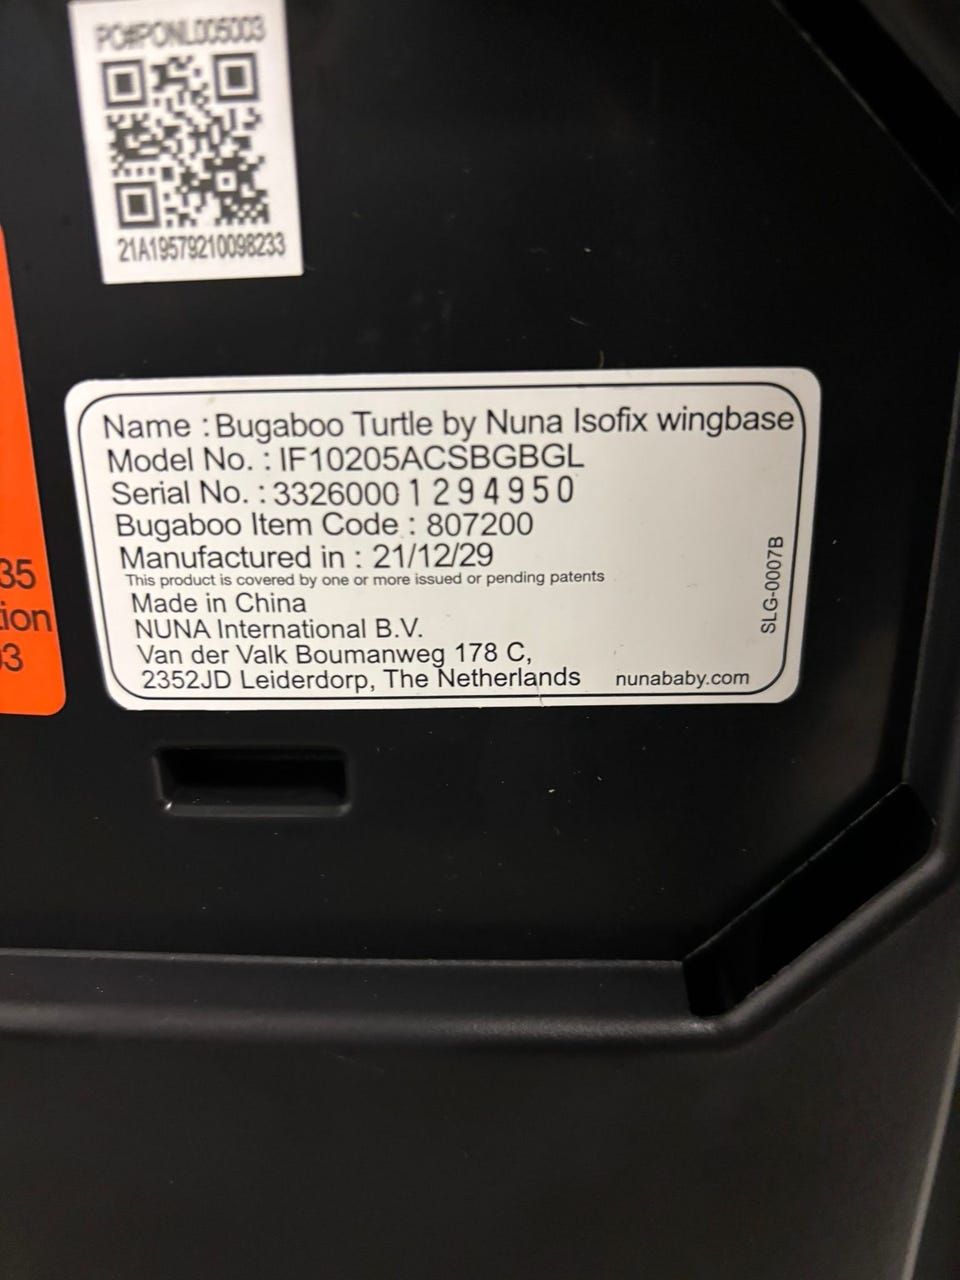 PO#PONL005003
21A19579210098233
35
tion
03
Name : Bugaboo Turtle by Nuna Isofix wingbase
Model No. : IF10205ACSBGBGL
Serial No. : 33260001294950
Bugaboo Item Code : 807200
Manufactured in : 21/12/29
This product is covered by one or more issued or pending patents
Made in China
NUNA International B.V.
Van der Valk Boumanweg 178 C,
2352JD Leiderdorp, The Netherlands nunababy.com
SLG-0007B